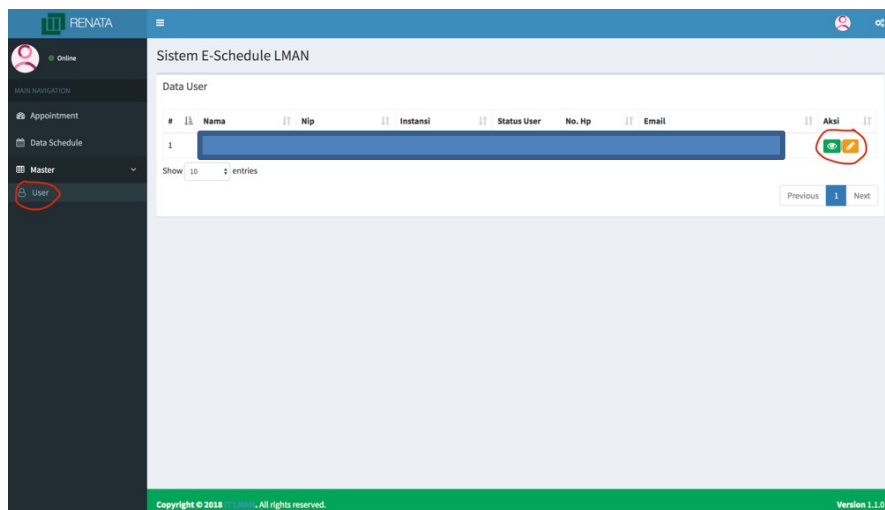 RENATA
Online
Sistem E-Schedule LMAN
MAIN NAVIGATION
Appointment
Data Schedule
Master
User
Data User
# Nama Nip Instansi Status User No. Hp Email Aksi
1
Show 10 entries
Previous 1 Next
Copyright © 2018 IT LMAN. All rights reserved.
Version 1.1.0